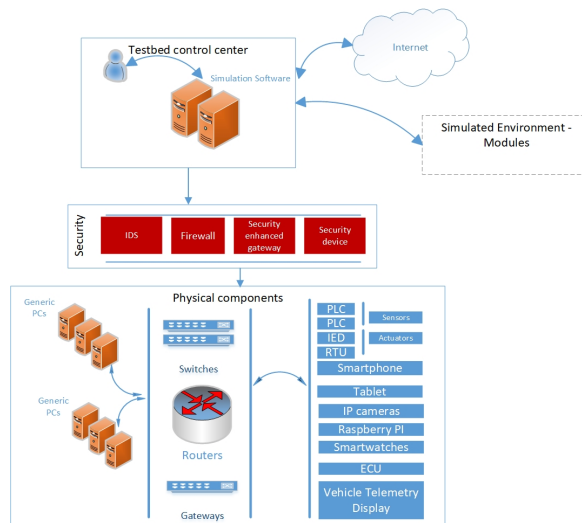 Testbed control center
Simulation Software
Internet
Simulated Environment -
Modules
Security
IDS
Firewall
Security
enhanced
gateway
Security
device
Physical components
Generic
PCs
Generic
PCs
Switches
Routers
Gateways
PLC
PLC
IED
RTU
Sensors
Actuators
Smartphone
Tablet
IP cameras
Raspberry PI
Smartwatches
ECU
Vehicle Telemetry
Display